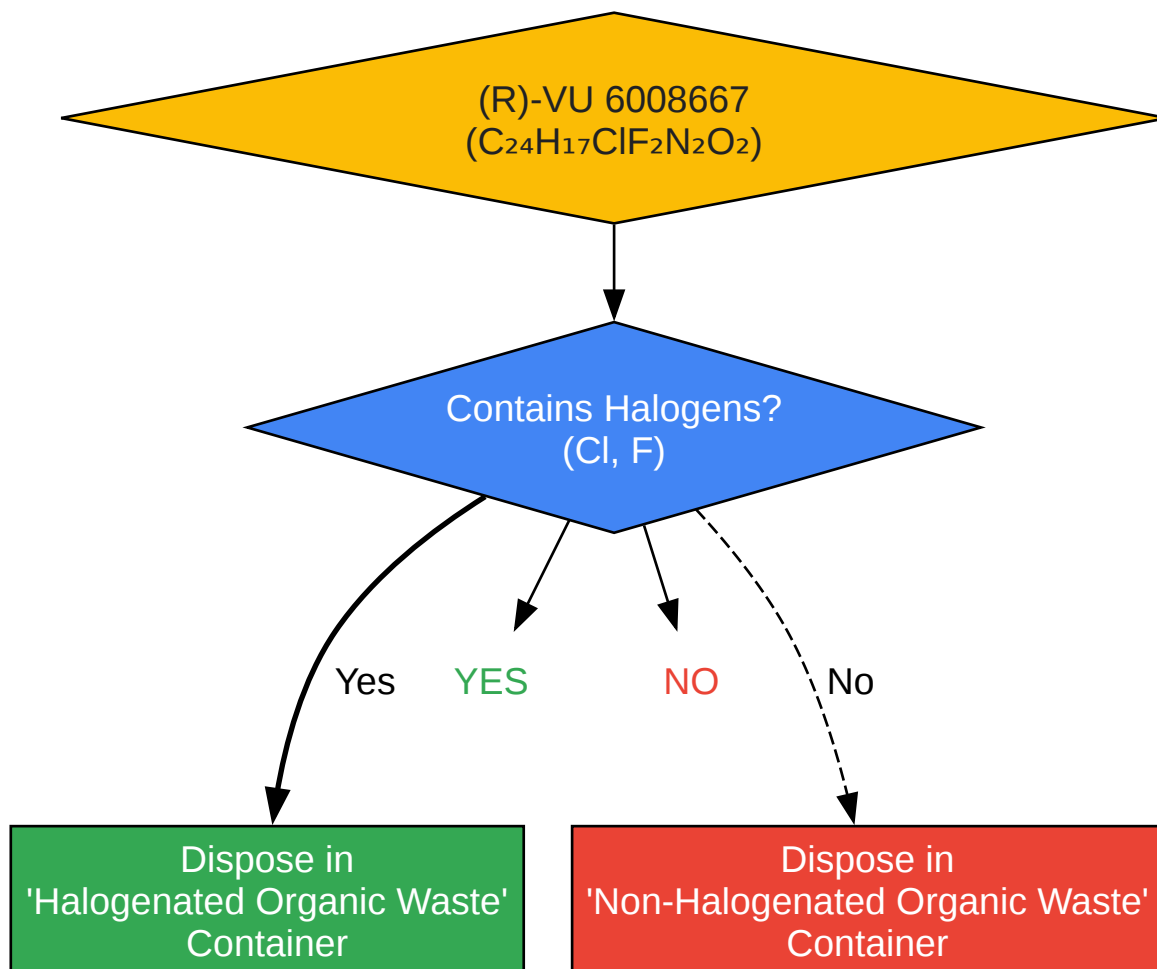 (R)-VU 6008667
(C₂₄H₁₇ClF₂N₂O₂)
Contains Halogens?
(Cl, F)
Yes
YES
NO
No
Dispose in
'Halogenated Organic Waste'
Container
Dispose in
'Non-Halogenated Organic Waste'
Container